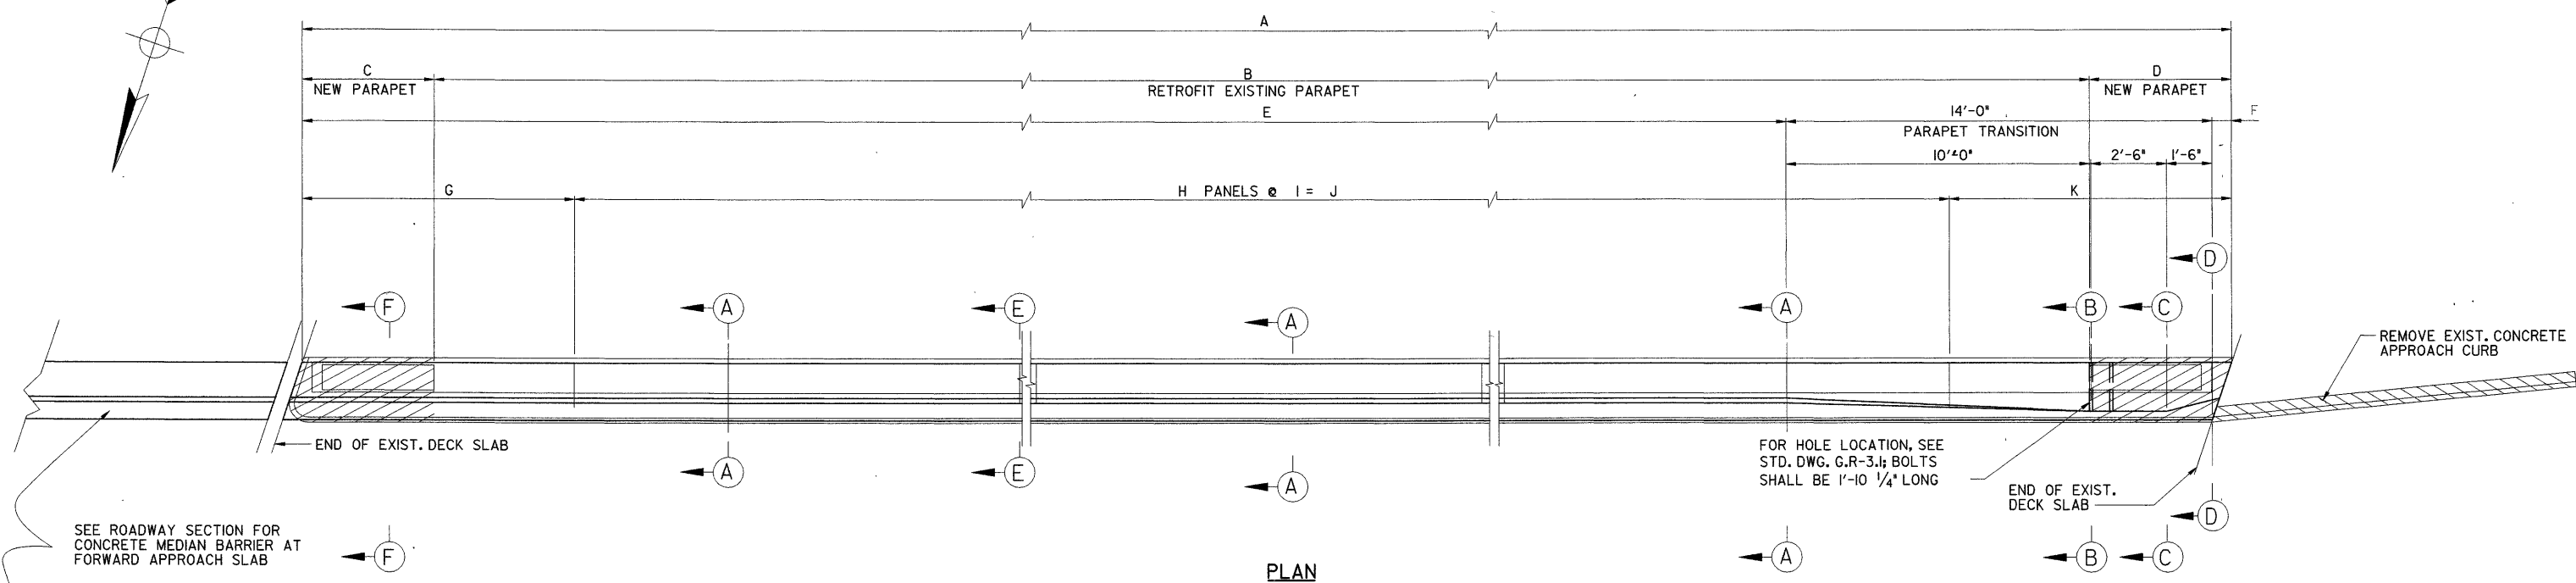 A
C
NEW PARAPET
B
RETROFIT EXISTING PARAPET
D
NEW PARAPET
E
14'-0"
PARAPET TRANSITION
F
10'-0"
2'-6"
1'-6"
G
H PANELS @ I = J
K
D
F
A
E
A
A
B
C
REMOVE EXIST. CONCRETE
APPROACH CURB
END OF EXIST. DECK SLAB
A
E
A
FOR HOLE LOCATION, SEE
STD. DWG. G.R-3.1; BOLTS
SHALL BE 1'-10 1/4" LONG
END OF EXIST.
DECK SLAB
D
SEE ROADWAY SECTION FOR
CONCRETE MEDIAN BARRIER AT
FORWARD APPROACH SLAB
F
A
B
C
PLAN